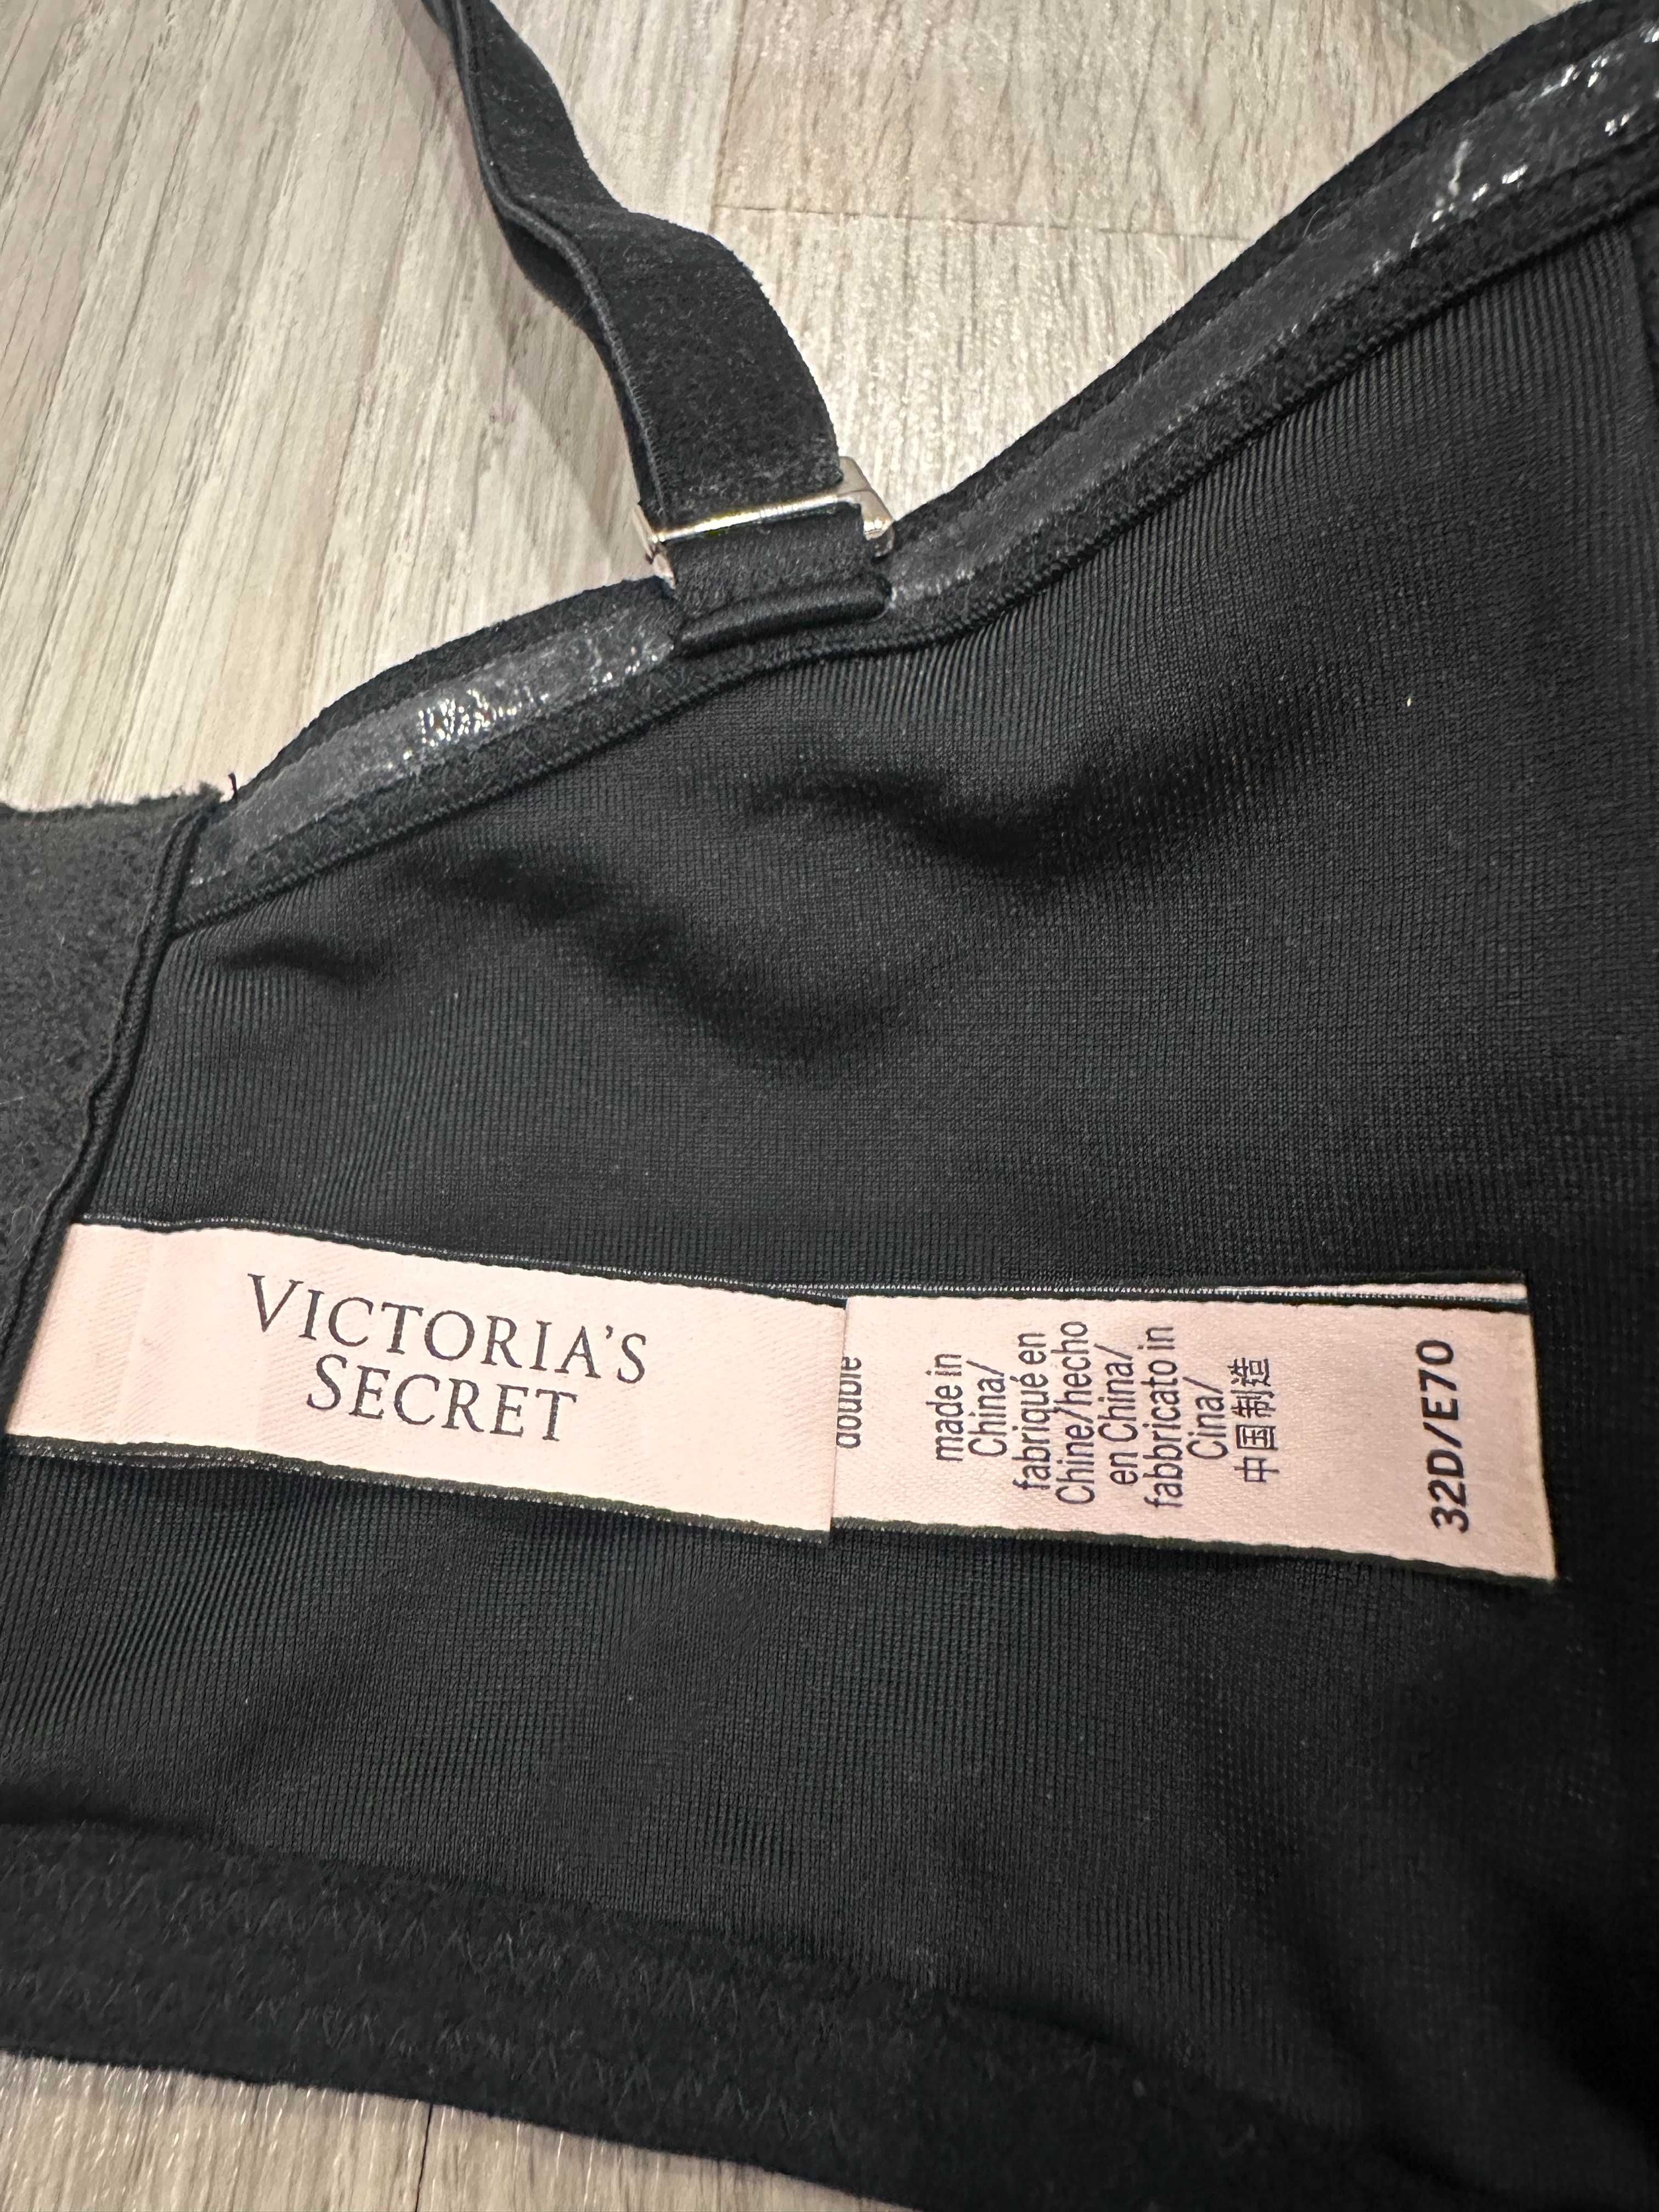 VICTORIA'S
SECRET
double
made in
China/
fabriqué en
Chine/hecho
en China/
fabbricato in
Cina/
中国制造
32D/E70